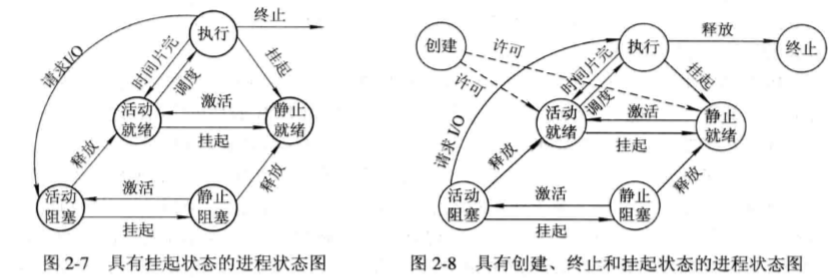 终止
执行
请求I/O
时间片完
调度
挂起
活动
就绪
激活
挂起
静止
就绪
释放
释放
活动
阻塞
激活
挂起
静止
阻塞
图 2-7 具有挂起状态的进程状态图
创建
许可
许可
执行
释放
终止
请求I/O
时间片完
调度
挂起
活动
就绪
激活
挂起
静止
就绪
释放
释放
活动
阻塞
激活
挂起
静止
阻塞
图 2-8 具有创建、终止和挂起状态的进程状态图